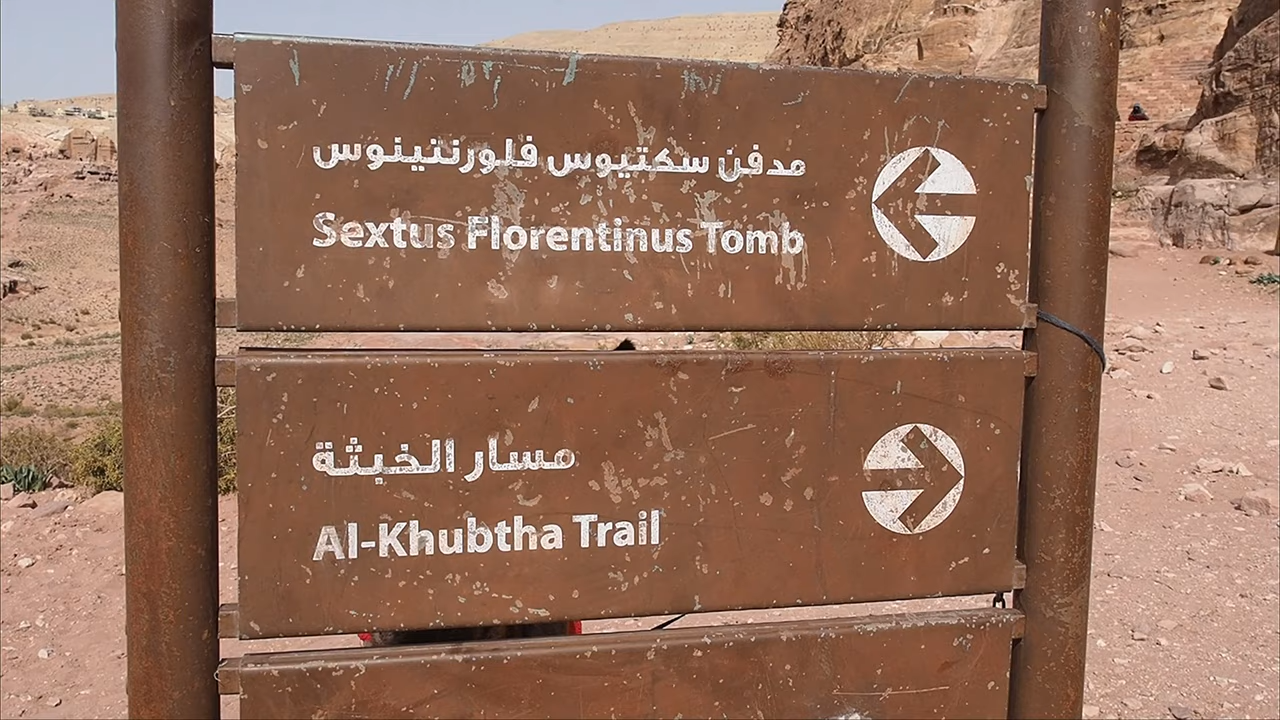 مدفن سكتيوس فلورنتينوس
Sextus Florentinus Tomb
مسار الخبثة
Al-Khubtha Trail